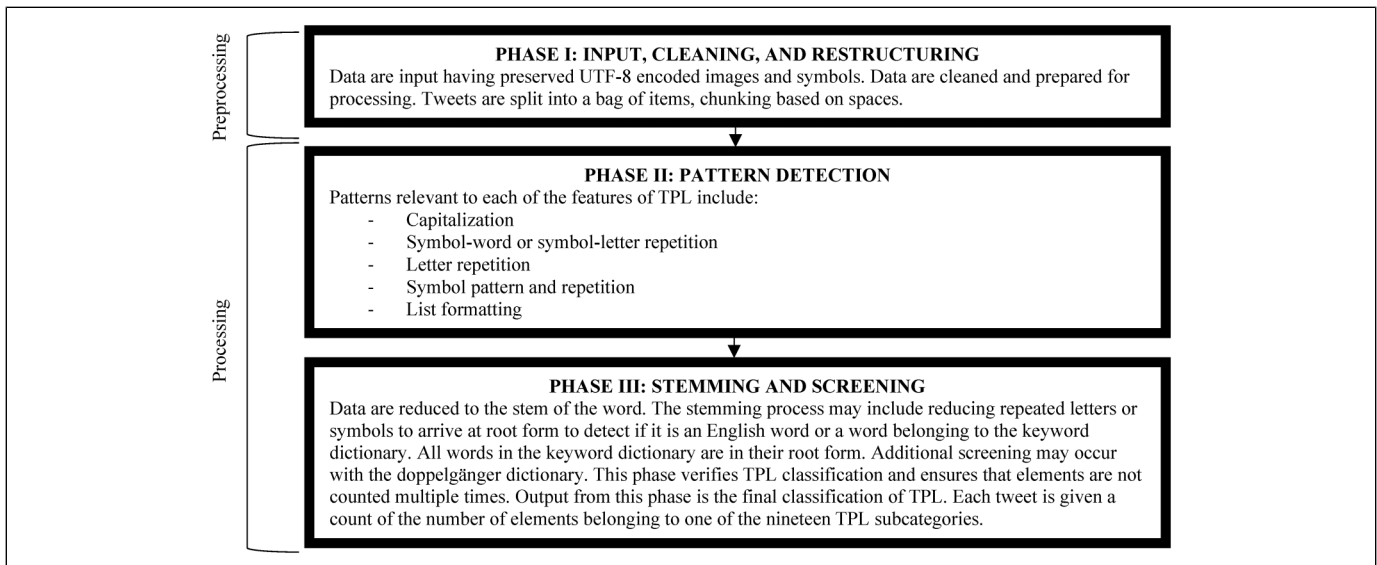 Preprocessing
PHASE I: INPUT, CLEANING, AND RESTRUCTURING
Data are input having preserved UTF-8 encoded images and symbols. Data are cleaned and prepared for
processing. Tweets are split into a bag of items, chunking based on spaces.
Processing
PHASE II: PATTERN DETECTION
Patterns relevant to each of the features of TPL include:
- Capitalization
- Symbol-word or symbol-letter repetition
- Letter repetition
- Symbol pattern and repetition
- List formatting
PHASE III: STEMMING AND SCREENING
Data are reduced to the stem of the word. The stemming process may include reducing repeated letters or
symbols to arrive at root form to detect if it is an English word or a word belonging to the keyword
dictionary. All words in the keyword dictionary are in their root form. Additional screening may occur
with the doppelgänger dictionary. This phase verifies TPL classification and ensures that elements are not
counted multiple times. Output from this phase is the final classification of TPL. Each tweet is given a
count of the number of elements belonging to one of the nineteen TPL subcategories.